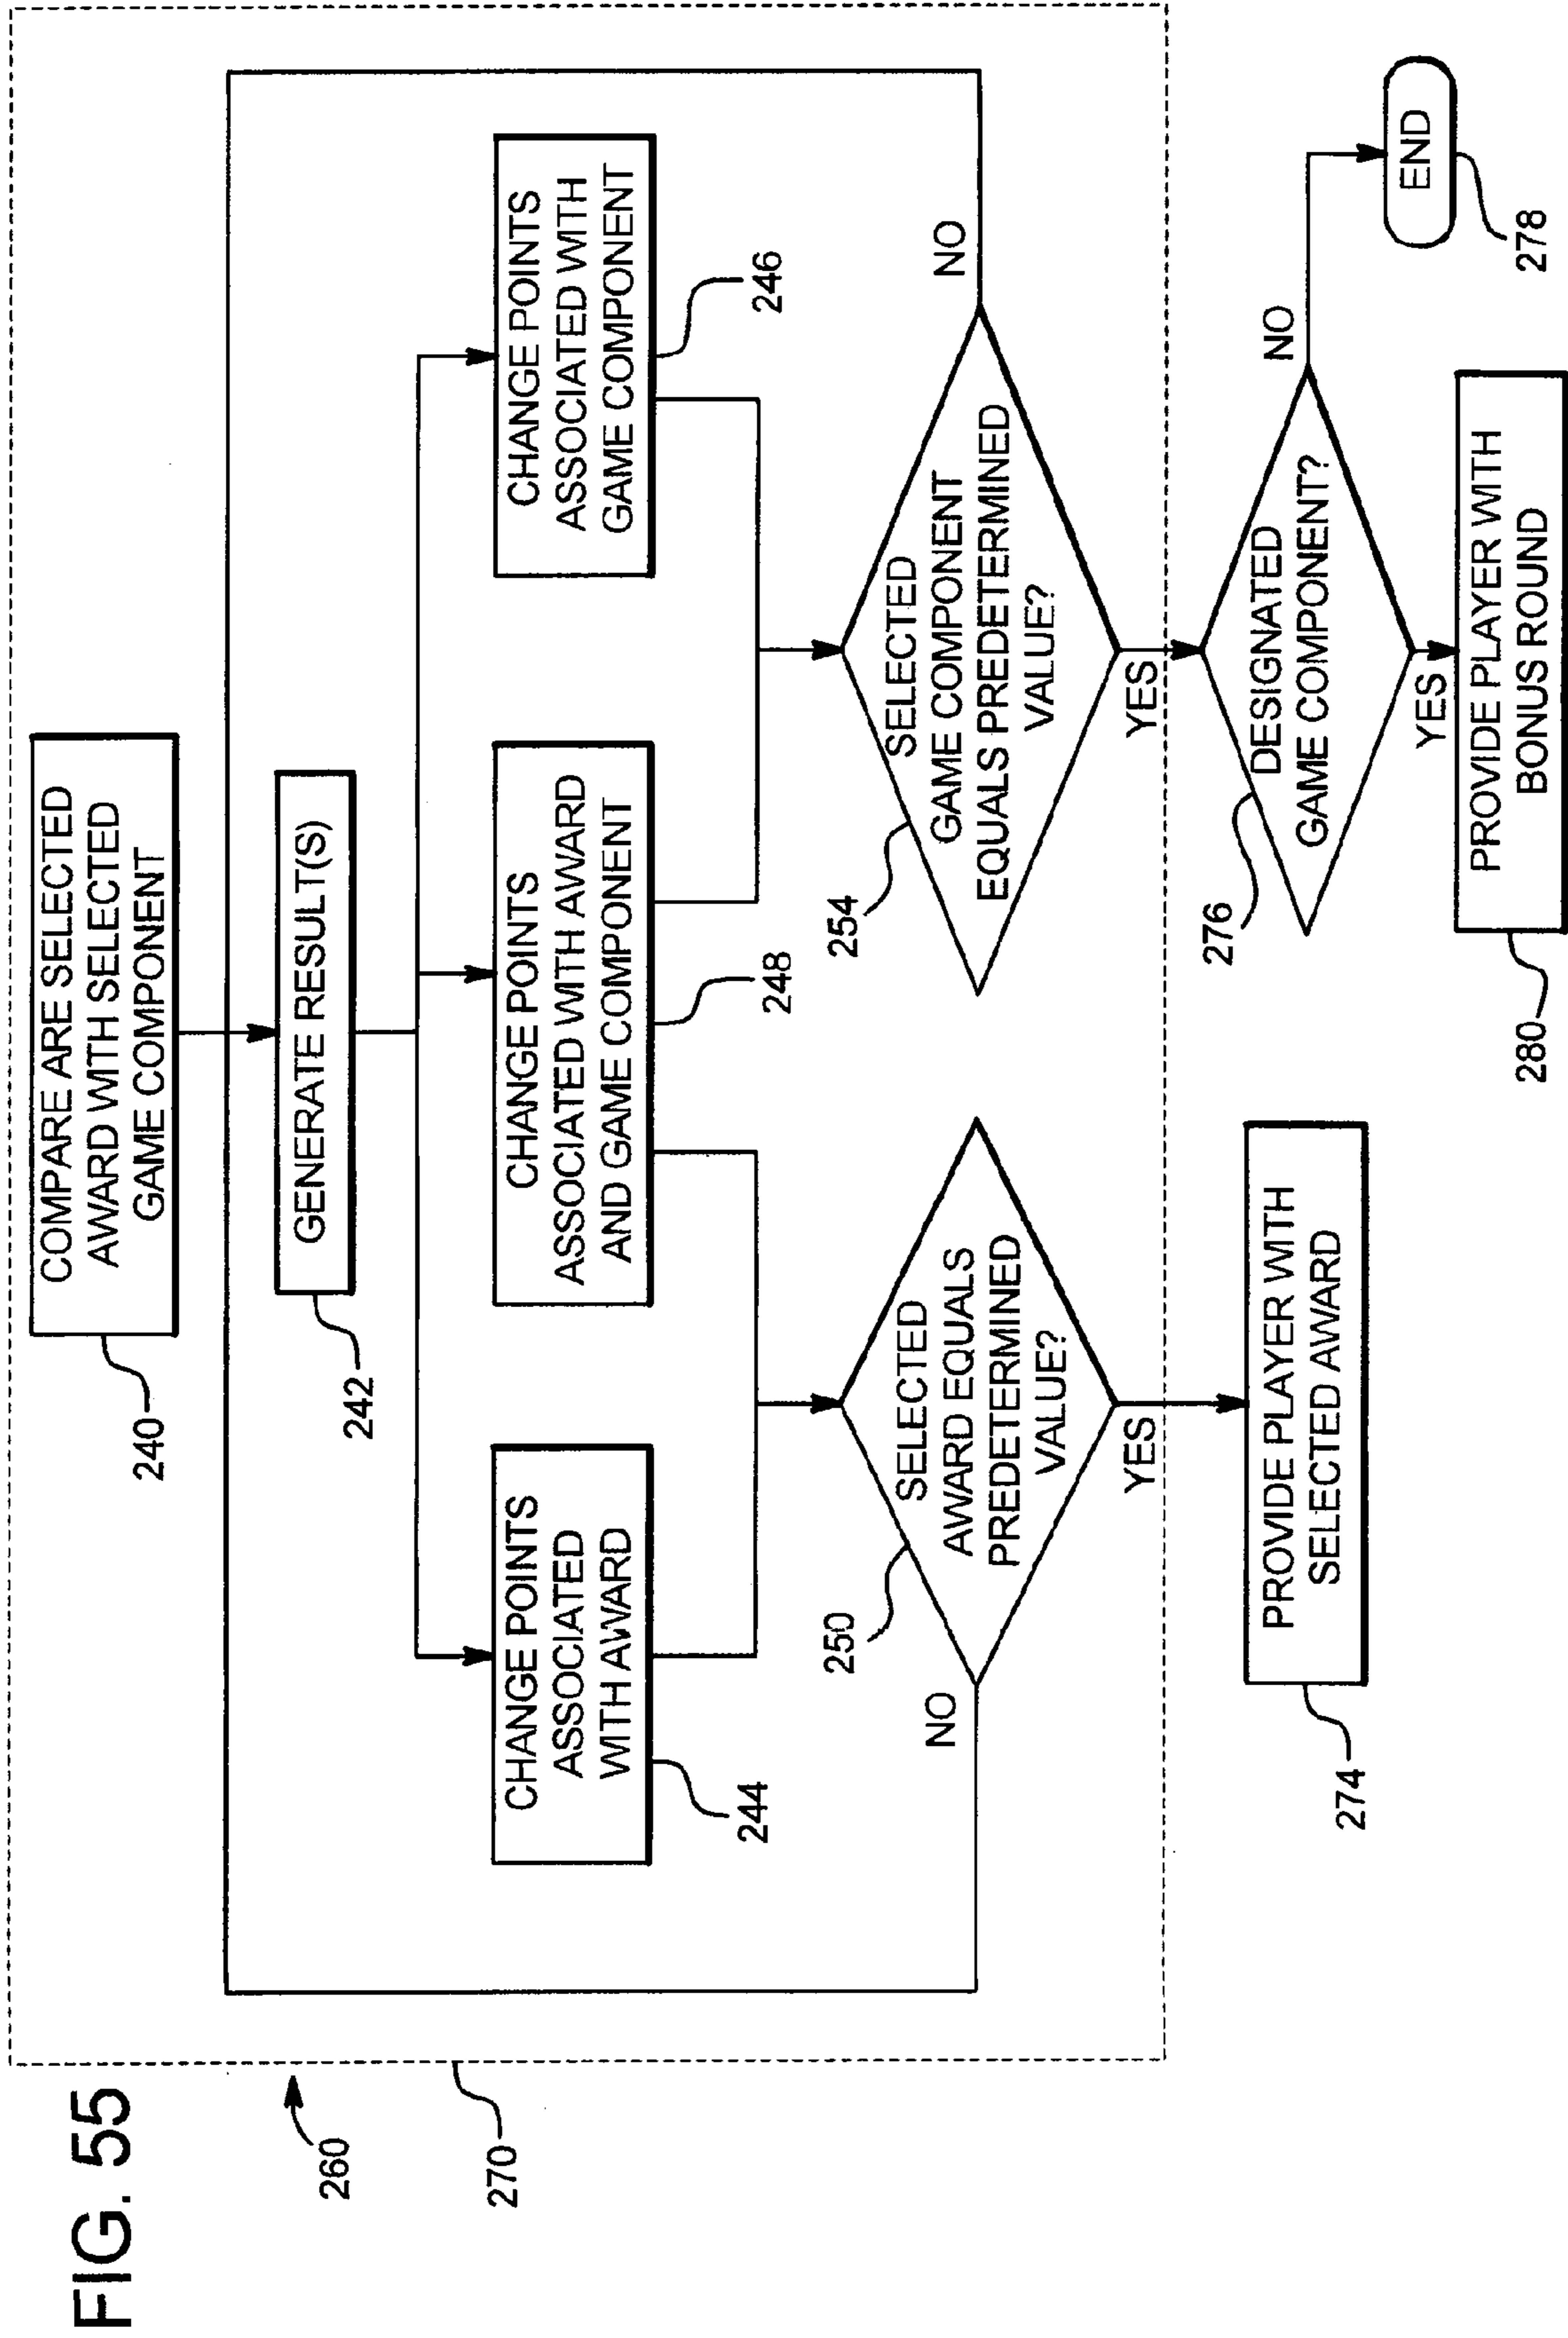 FIG. 55
260
270
COMPARE ARE SELECTED
AWARD WITH SELECTED
GAME COMPONENT
240
GENERATE RESULT(S)
242
CHANGE POINTS
ASSOCIATED
WITH AWARD
244
CHANGE POINTS
ASSOCIATED WITH AWARD
AND GAME COMPONENT
248
CHANGE POINTS
ASSOCIATED WITH
GAME COMPONENT
246
SELECTED
AWARD EQUALS
PREDETERMINED
VALUE?
250
NO
YES
SELECTED
GAME COMPONENT
EQUALS PREDETERMINED
VALUE?
254
NO
YES
PROVIDE PLAYER WITH
SELECTED AWARD
274
DESIGNATED
GAME COMPONENT?
276
NO
YES
END
278
PROVIDE PLAYER WITH
BONUS ROUND
280